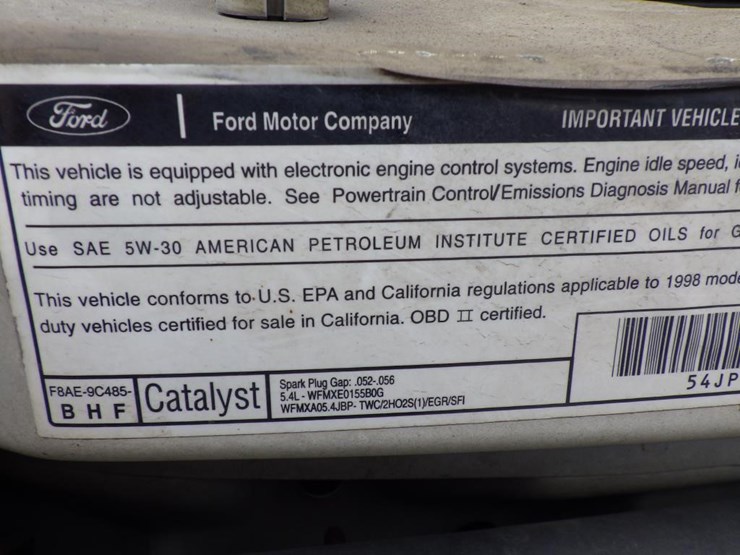 Ford Ford Motor Company IMPORTANT VEHICLE
This vehicle is equipped with electronic engine control systems. Engine idle speed,
timing are not adjustable. See Powertrain Control/Emissions Diagnosis Manual f
Use SAE 5W-30 AMERICAN PETROLEUM INSTITUTE CERTIFIED OILS for G
This vehicle conforms to U.S. EPA and California regulations applicable to 1998 mode
duty vehicles certified for sale in California. OBD II certified.
54JP
F8AE-9C485-
B H F
Catalyst
Spark Plug Gap: .052-.056
5.4L - WFMXE0155B0G
WFMXA05.4JBP- TWC/2HO2S(1)/EGR/SFI